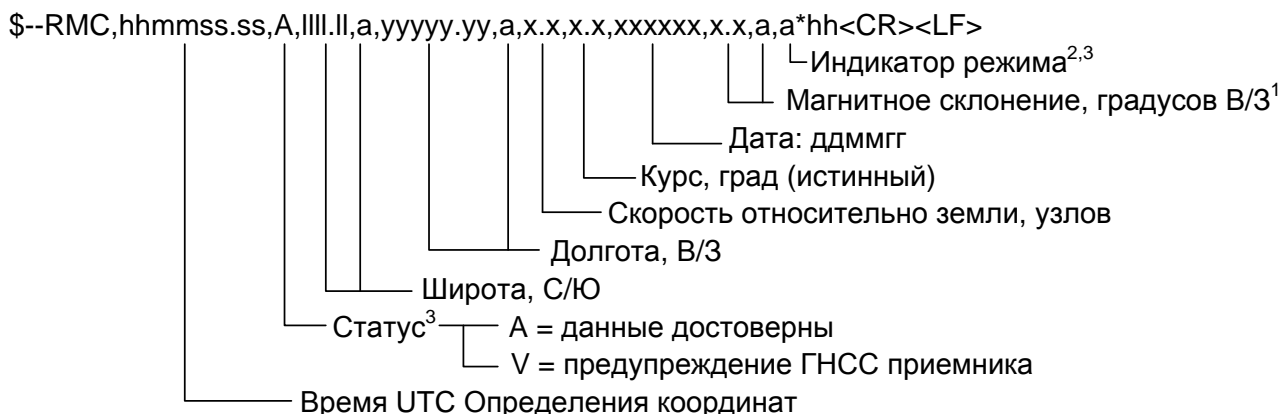 $--RMC,hhmmss.ss,A,llll.ll,a,yyyyy.yy,a,x.x,x.x,xxxxxx,x.x,a,a*hh<CR><LF>
Индикатор режима2,3
Магнитное склонение, градусов В/З1
Дата: ддммгг
Курс, град (истинный)
Скорость относительно земли, узлов
Долгота, В/З
Широта, С/Ю
Статус3 A = данные достоверны
V = предупреждение ГНСС приемника
Время UTC Определения координат